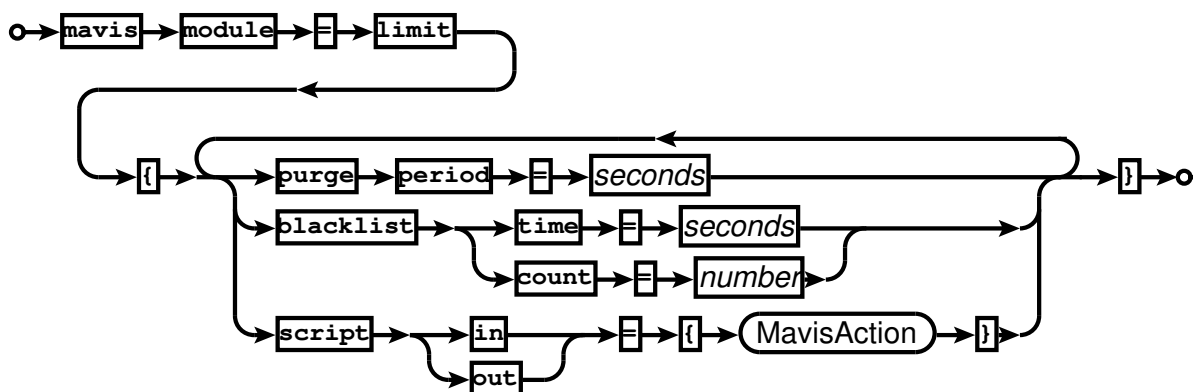 mavis module = limit
{ purge period = seconds }
blacklist time = seconds
count = number
script in = { MavisAction }
out